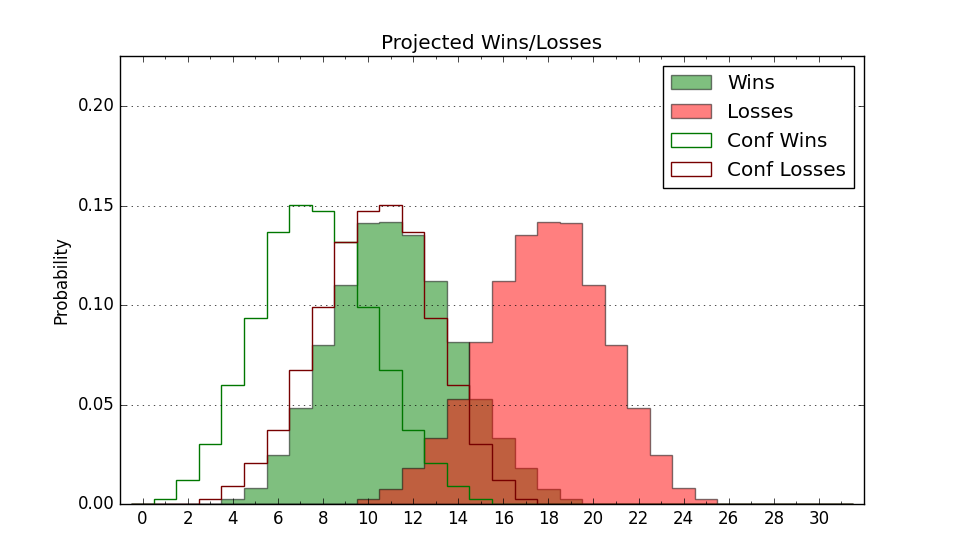 Projected Wins/Losses
Wins
Losses
Conf Wins
Conf Losses
Probability
0.20
0.15
0.10
0.05
0.00
0 2 4 6 8 10 12 14 16 18 20 22 24 26 28 30